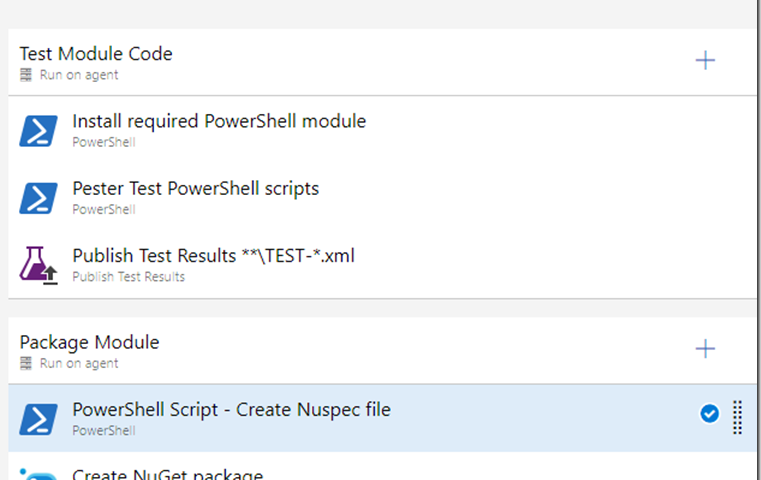 Test Module Code
Run on agent
Install required PowerShell module
PowerShell
Pester Test PowerShell scripts
PowerShell
Publish Test Results **\TEST-*.xml
Publish Test Results
Package Module
Run on agent
PowerShell Script - Create Nuspec file
PowerShell
Create NuGet package